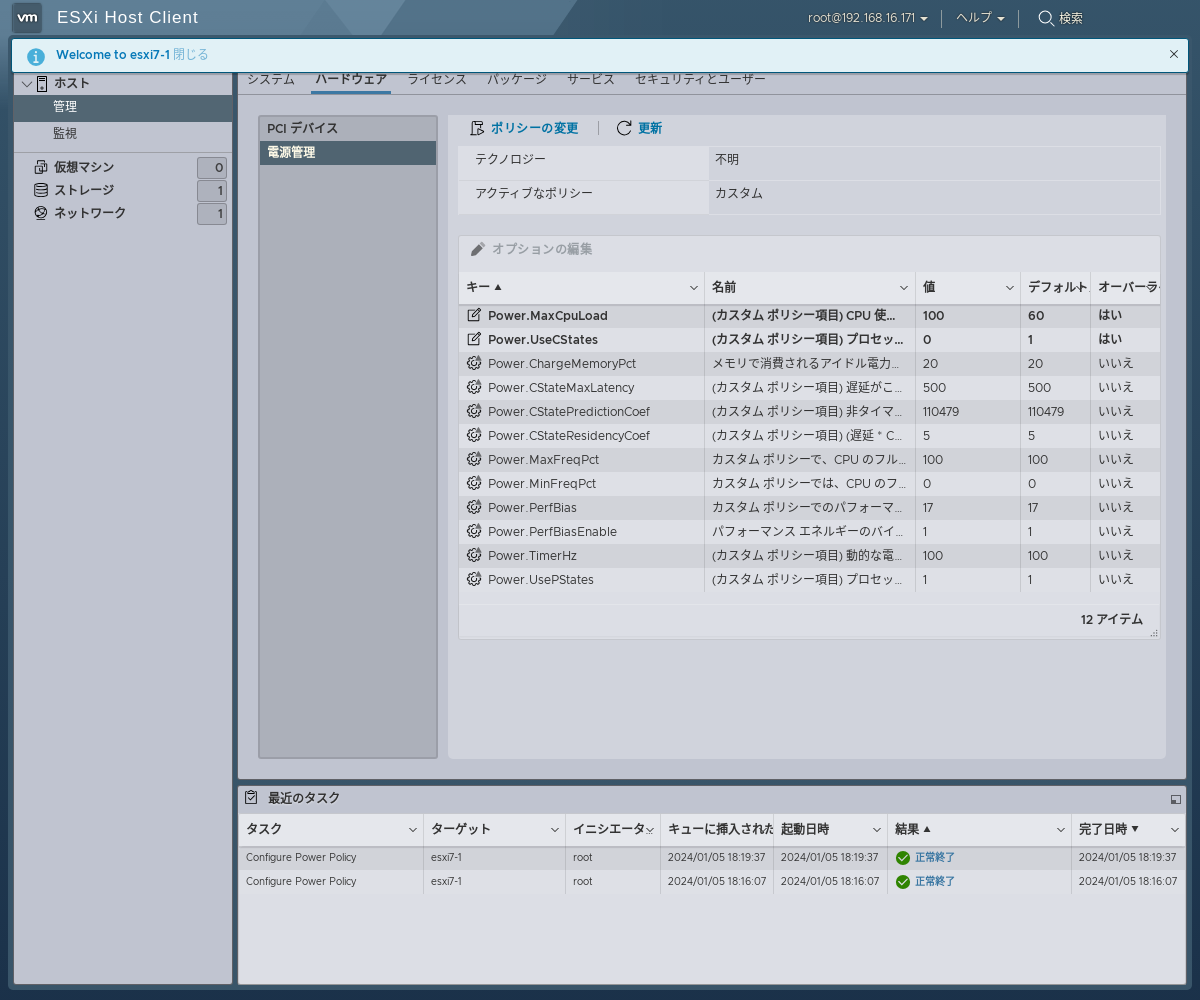 vm ESXi Host Client root@192.168.16.171 ヘルプ 検索
Welcome to esxi7-1 閉じる
ホスト
管理
監視
仮想マシン 0
ストレージ 1
ネットワーク 1
システム ハードウェア ライセンス パッケージ サービス セキュリティとユーザー
PCI デバイス
電源管理
ポリシーの変更 更新
テクノロジー 不明
アクティブなポリシー カスタム
オプションの編集
キー 名前 値 デフォルト オーバーラ
Power.MaxCpuLoad (カスタム ポリシー項目) CPU 使... 100 60 はい
Power.UseCStates (カスタム ポリシー項目) プロセッ... 0 1 はい
Power.ChargeMemoryPct メモリで消費されるアイドル電力... 20 20 いいえ
Power.CStateMaxLatency (カスタム ポリシー項目) 遅延がこ... 500 500 いいえ
Power.CStatePredictionCoef (カスタム ポリシー項目) 非タイマ... 110479 110479 いいえ
Power.CStateResidencyCoef (カスタム ポリシー項目) (遅延 * C... 5 5 いいえ
Power.MaxFreqPct カスタム ポリシーで、CPU のフル... 100 100 いいえ
Power.MinFreqPct カスタム ポリシーでは、CPU のフ... 0 0 いいえ
Power.PerfBias カスタム ポリシーでのパフォーマ... 17 17 いいえ
Power.PerfBiasEnable パフォーマンス エネルギーのバイ... 1 1 いいえ
Power.TimerHz (カスタム ポリシー項目) 動的な電... 100 100 いいえ
Power.UsePStates (カスタム ポリシー項目) プロセッ... 1 1 いいえ
12 アイテム
最近のタスク
タスク ターゲット イニシエータ キューに挿入された 起動日時 結果 完了日時
Configure Power Policy esxi7-1 root 2024/01/05 18:19:37 2024/01/05 18:19:37 正常終了 2024/01/05 18:19:37
Configure Power Policy esxi7-1 root 2024/01/05 18:16:07 2024/01/05 18:16:07 正常終了 2024/01/05 18:16:07